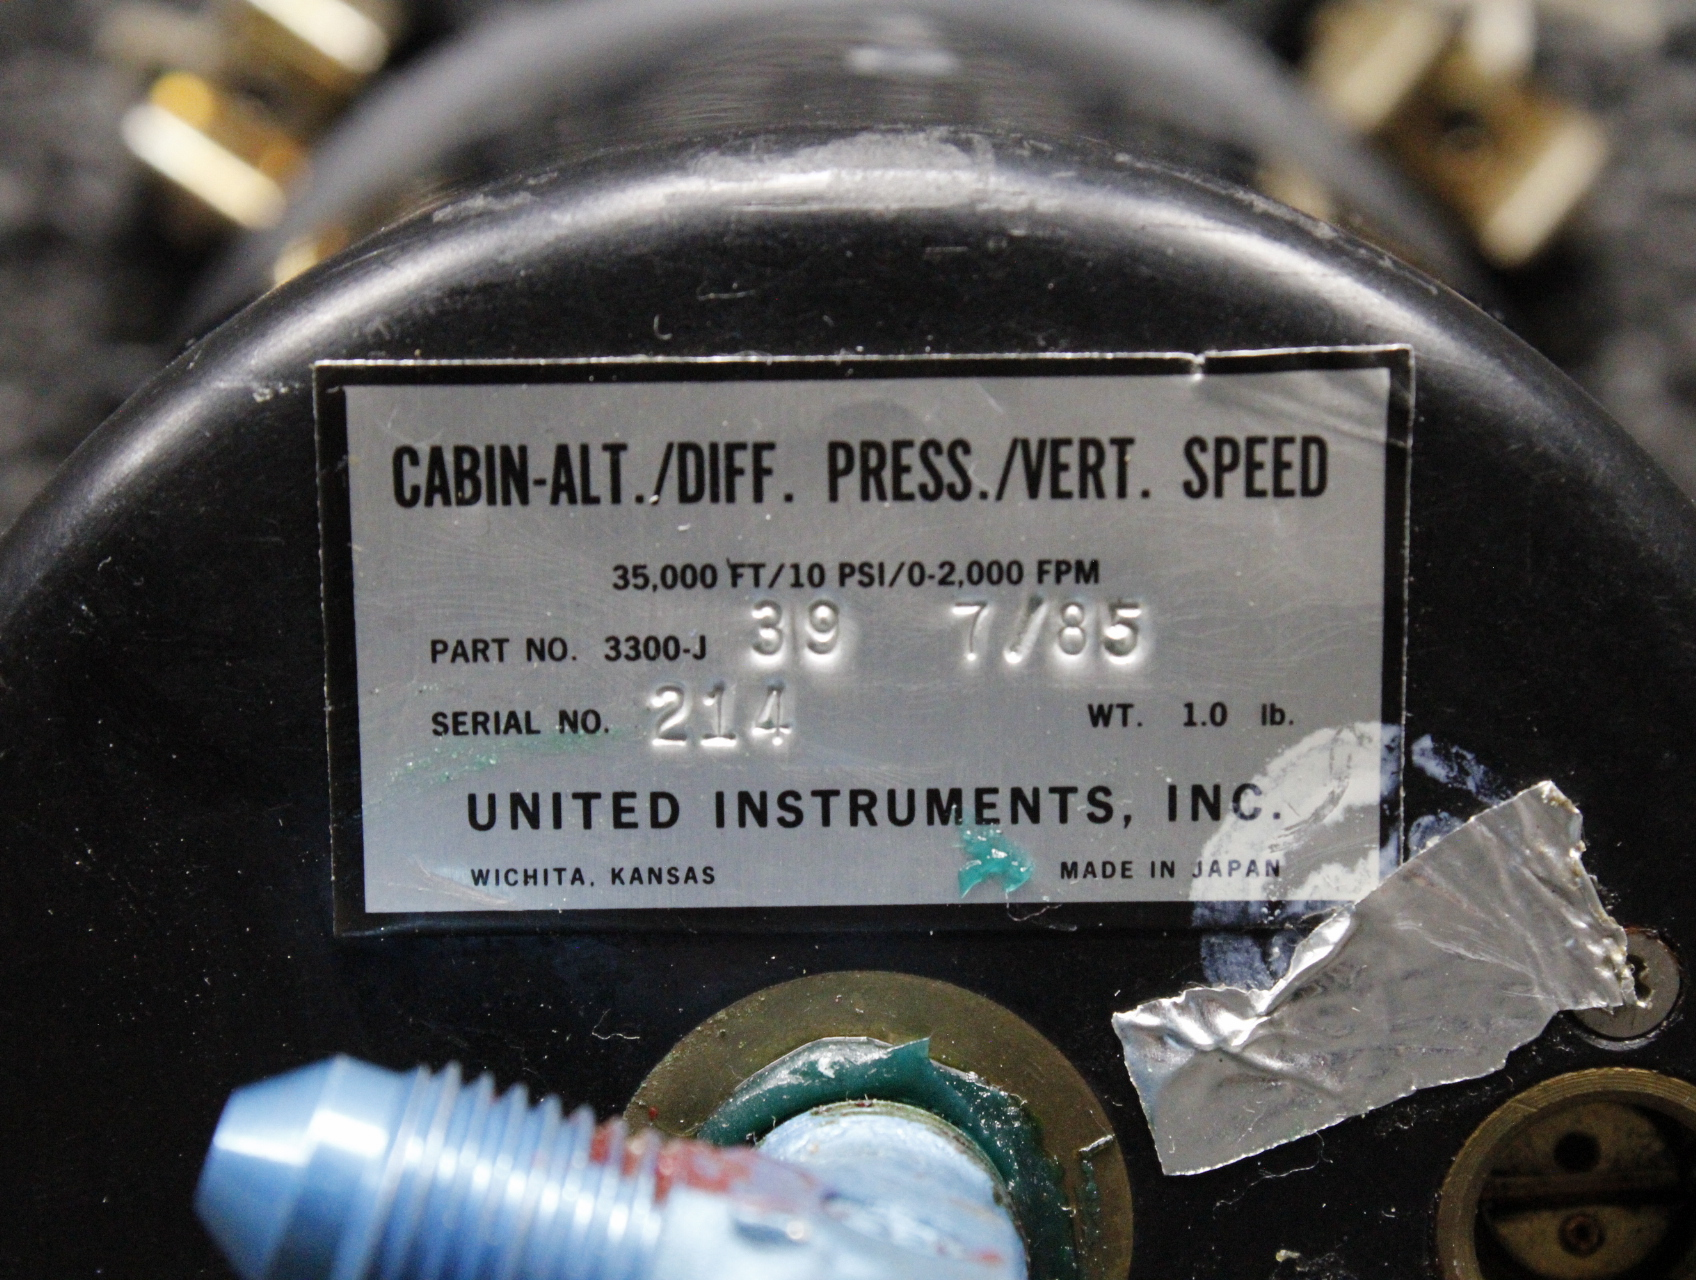 CABIN-ALT./DIFF. PRESS./VERT. SPEED
35,000 FT/10 PSI/0-2,000 FPM
PART NO. 3300-J 39 7/85
SERIAL NO. 214 WT. 1.0 lb.
UNITED INSTRUMENTS, INC.
WICHITA, KANSAS MADE IN JAPAN